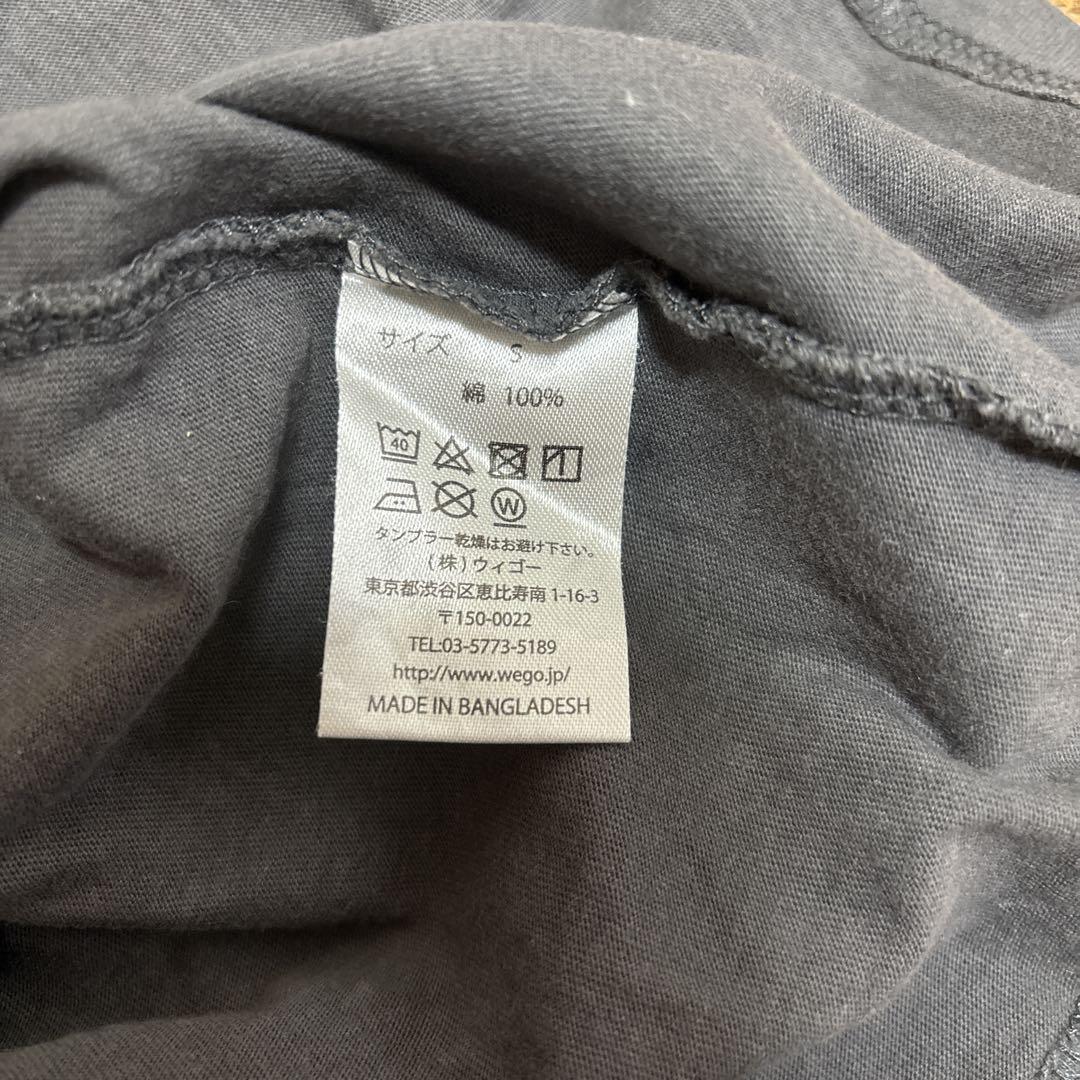 サイズ S
綿 100%
40
W
タンブラー乾燥はお避け下さい。
(株)ウィゴー
東京都渋谷区恵比寿南1-16-3
〒150-0022
TEL:03-5773-5189
http://www.wego.jp/
MADE IN BANGLADESH